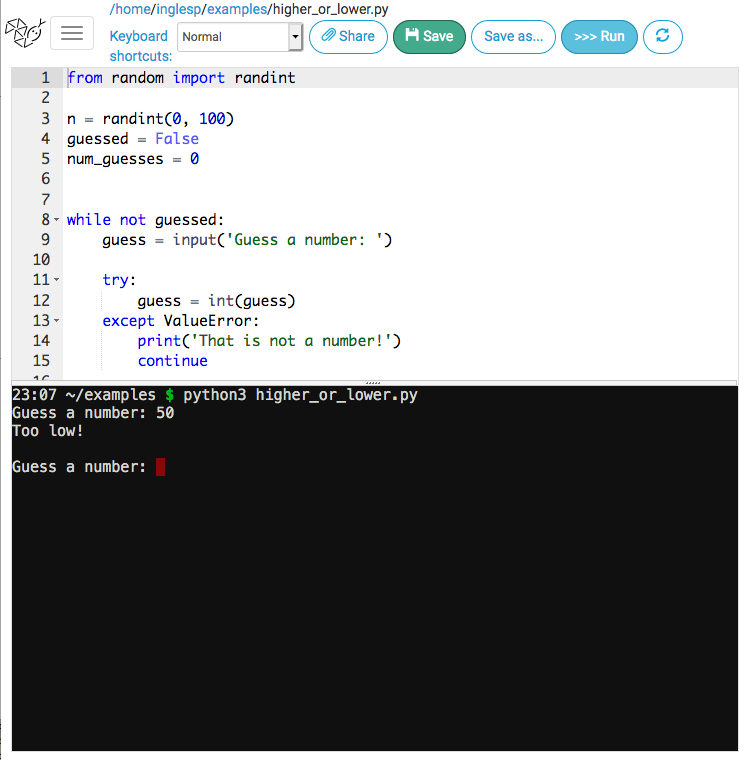 /home/inglesp/examples/higher_or_lower.py
Keyboard shortcuts:
Normal
Share
Save
Save as...
>>> Run
1 from random import randint
2
3 n = randint(0, 100)
4 guessed = False
5 num_guesses = 0
6
7
8 while not guessed:
9     guess = input('Guess a number: ')
10
11     try:
12         guess = int(guess)
13     except ValueError:
14         print('That is not a number!')
15         continue
16
23:07 ~/examples $ python3 higher_or_lower.py
Guess a number: 50
Too low!
Guess a number: